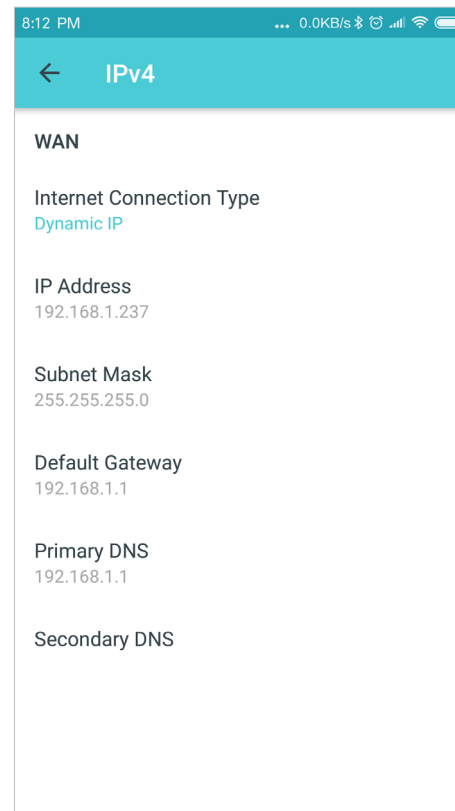 8:12 PM ... 0.0KB/s
IPv4
WAN
Internet Connection Type
Dynamic IP
IP Address
192.168.1.237
Subnet Mask
255.255.255.0
Default Gateway
192.168.1.1
Primary DNS
192.168.1.1
Secondary DNS